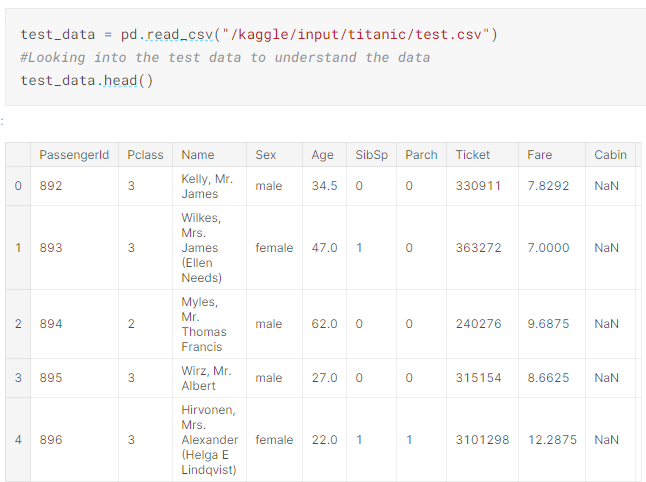 test_data = pd.read_csv("/kaggle/input/titanic/test.csv")
#Looking into the test data to understand the data
test_data.head()
:
PassengerId Pclass Name Sex Age SibSp Parch Ticket Fare Cabin
0 892 3 Kelly, Mr. James male 34.5 0 0 330911 7.8292 NaN
1 893 3 Wilkes, Mrs. James (Ellen Needs) female 47.0 1 0 363272 7.0000 NaN
2 894 2 Myles, Mr. Thomas Francis male 62.0 0 0 240276 9.6875 NaN
3 895 3 Wirz, Mr. Albert male 27.0 0 0 315154 8.6625 NaN
4 896 3 Hirvonen, Mrs. Alexander (Helga E Lindqvist) female 22.0 1 1 3101298 12.2875 NaN